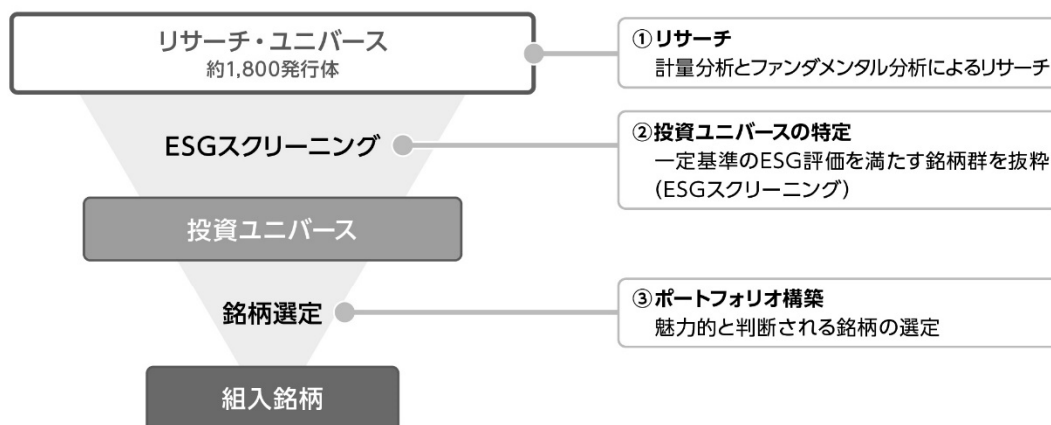 リサーチ・ユニバース
約1,800発行体
①リサーチ
計量分析とファンダメンタル分析によるリサーチ
ESGスクリーニング
②投資ユニバースの特定
一定基準のESG評価を満たす銘柄群を抜粋
(ESGスクリーニング)
投資ユニバース
銘柄選定
③ポートフォリオ構築
魅力的と判断される銘柄の選定
組入銘柄